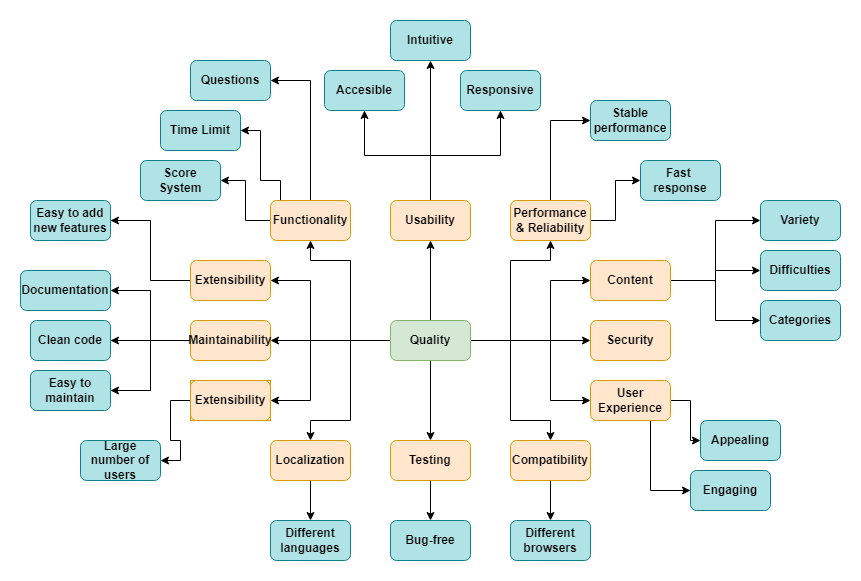 Intuitive
Accesible
Responsive
Questions
Time Limit
Score
System
Stable
performance
Fast
response
Easy to add
new features
Functionality
Usability
Performance
& Reliability
Variety
Extensibility
Content
Difficulties
Documentation
Clean code
Maintainability
Quality
Security
Categories
Easy to
maintain
Extensibility
User
Experience
Large
number of
users
Localization
Testing
Compatibility
Appealing
Engaging
Different
languages
Bug-free
Different
browsers